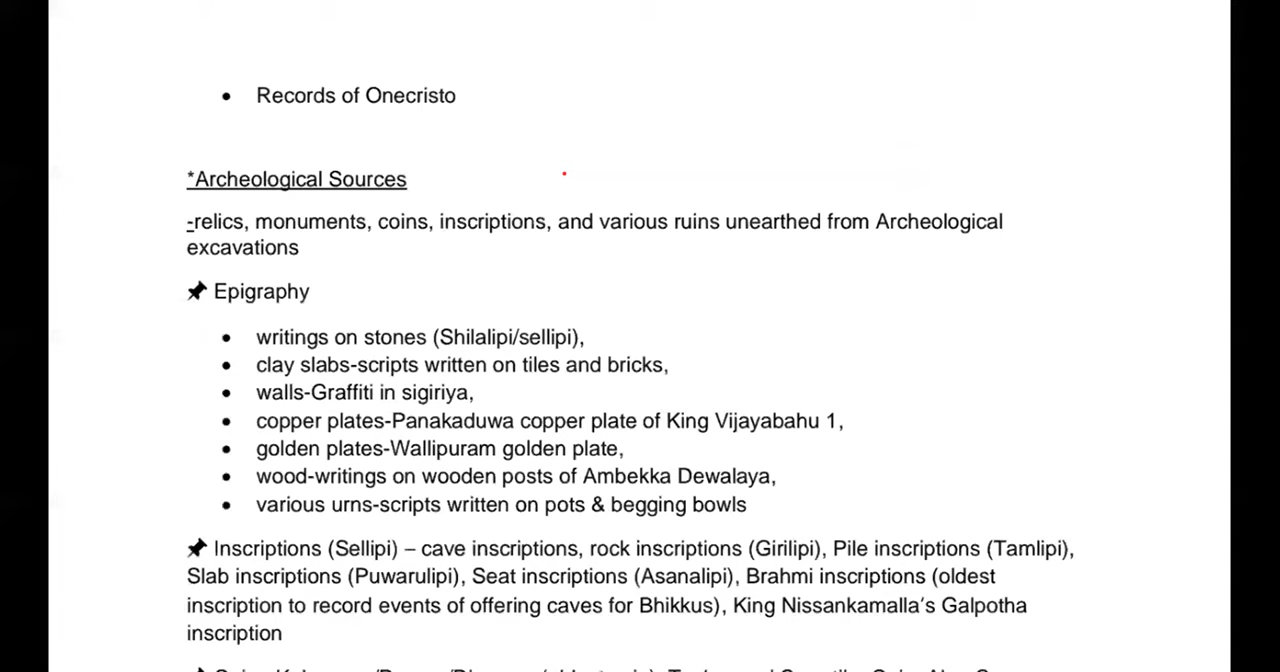 • Records of Onecristo
*Archeological Sources
-relics, monuments, coins, inscriptions, and various ruins unearthed from Archeological
excavations
📌 Epigraphy
• writings on stones (Shilalipi/sellipi),
• clay slabs-scripts written on tiles and bricks,
• walls-Graffiti in sigiriya,
• copper plates-Panakaduwa copper plate of King Vijayabahu 1,
• golden plates-Wallipuram golden plate,
• wood-writings on wooden posts of Ambekka Dewalaya,
• various urns-scripts written on pots & begging bowls
📌 Inscriptions (Sellipi) – cave inscriptions, rock inscriptions (Girilipi), Pile inscriptions (Tamlipi),
Slab inscriptions (Puwarulipi), Seat inscriptions (Asanalipi), Brahmi inscriptions (oldest
inscription to record events of offering caves for Bhikkus), King Nissankamalla’s Galpotha
inscription